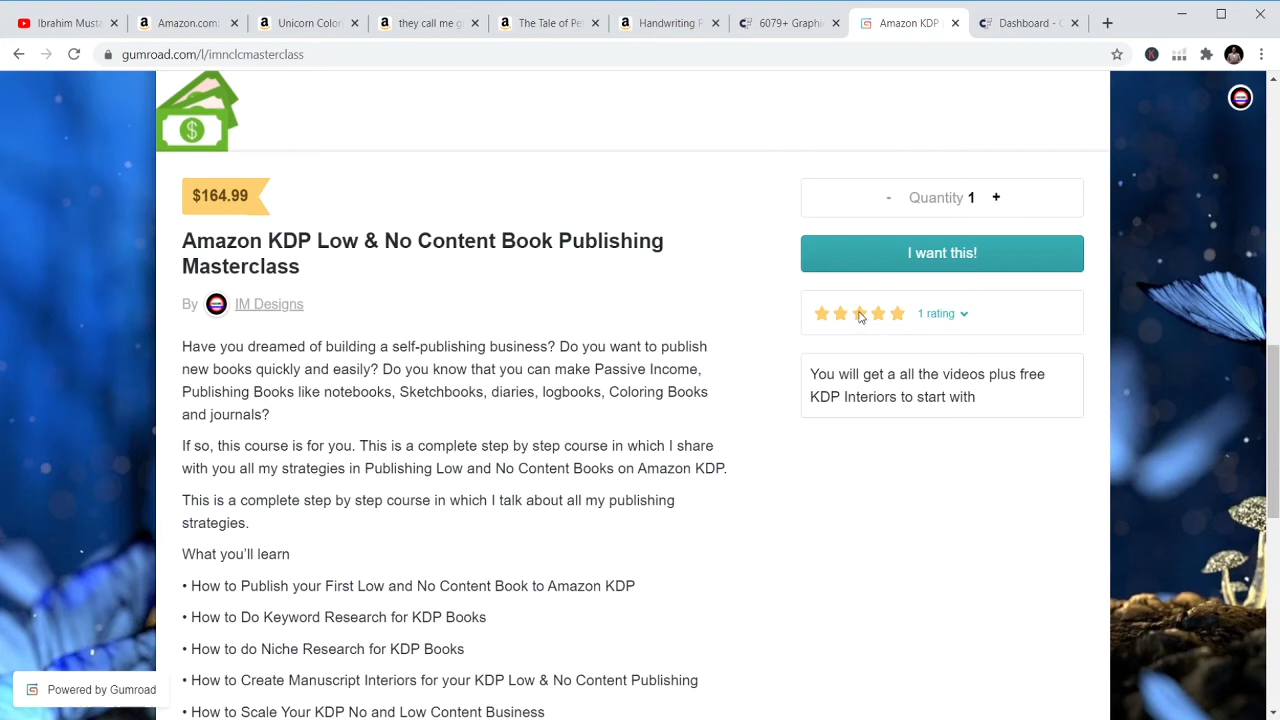 Ibrahim Musta
Amazon.com:
Unicorn Color
they call me g
The Tale of Pe
Handwriting P
6079+ Graphi
Amazon KDP
Dashboard - C
gumroad.com/l/imnclcmasterclass
$164.99
- Quantity 1 +
Amazon KDP Low & No Content Book Publishing
Masterclass
I want this!
By IM Designs
1 rating
Have you dreamed of building a self-publishing business? Do you want to publish
new books quickly and easily? Do you know that you can make Passive Income,
Publishing Books like notebooks, Sketchbooks, diaries, logbooks, Coloring Books
and journals?
You will get a all the videos plus free
KDP Interiors to start with
If so, this course is for you. This is a complete step by step course in which I share
with you all my strategies in Publishing Low and No Content Books on Amazon KDP.
This is a complete step by step course in which I talk about all my publishing
strategies.
What you'll learn
• How to Publish your First Low and No Content Book to Amazon KDP
• How to Do Keyword Research for KDP Books
• How to do Niche Research for KDP Books
• How to Create Manuscript Interiors for your KDP Low & No Content Publishing
• How to Scale Your KDP No and Low Content Business
Powered by Gumroad